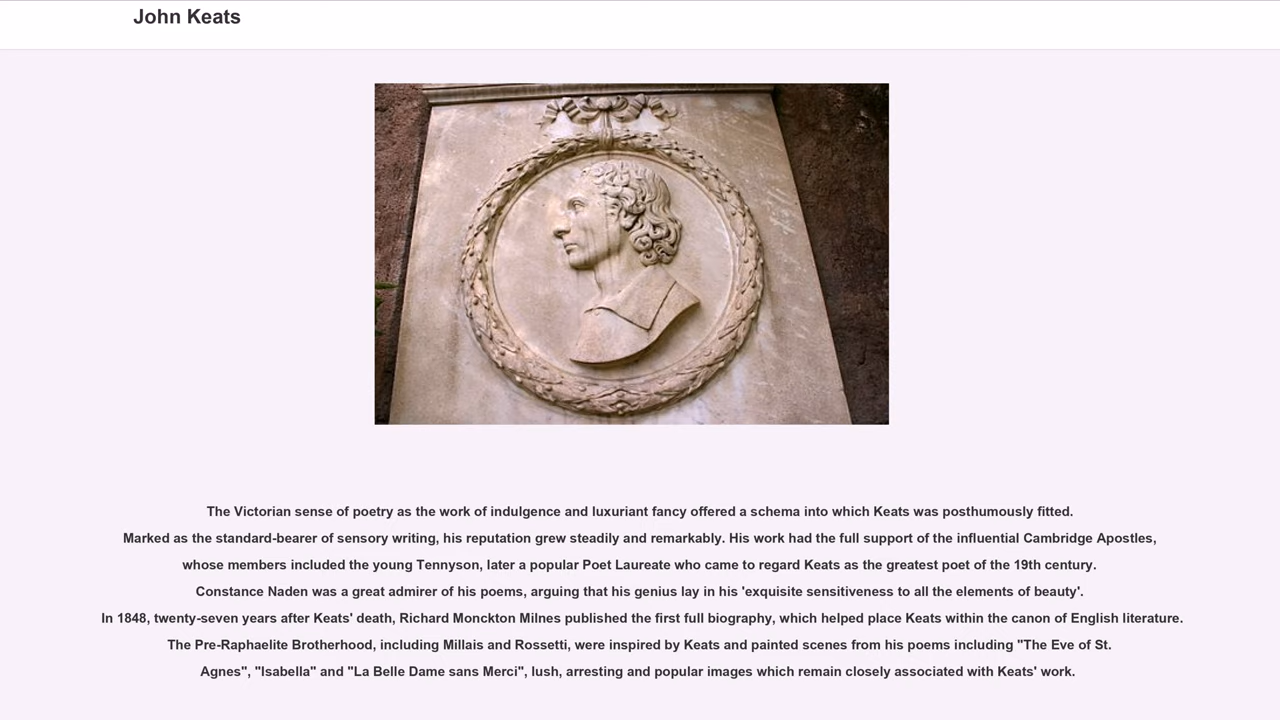 John Keats
The Victorian sense of poetry as the work of indulgence and luxuriant fancy offered a schema into which Keats was posthumously fitted.
Marked as the standard-bearer of sensory writing, his reputation grew steadily and remarkably. His work had the full support of the influential Cambridge Apostles,
whose members included the young Tennyson, later a popular Poet Laureate who came to regard Keats as the greatest poet of the 19th century.
Constance Naden was a great admirer of his poems, arguing that his genius lay in his 'exquisite sensitiveness to all the elements of beauty'.
In 1848, twenty-seven years after Keats' death, Richard Monckton Milnes published the first full biography, which helped place Keats within the canon of English literature.
The Pre-Raphaelite Brotherhood, including Millais and Rossetti, were inspired by Keats and painted scenes from his poems including "The Eve of St.
Agnes", "Isabella" and "La Belle Dame sans Merci", lush, arresting and popular images which remain closely associated with Keats' work.